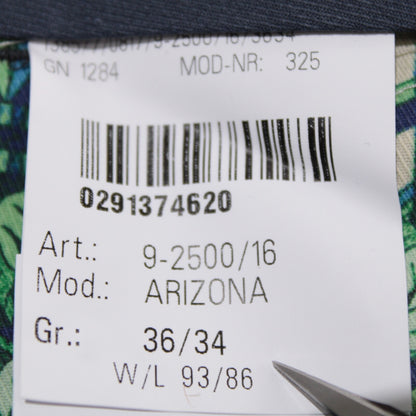 GN 1284 MOD-NR: 325
0291374620
Art.: 9-2500/16
Mod.: ARIZONA
Gr.: 36/34
W/L 93/86